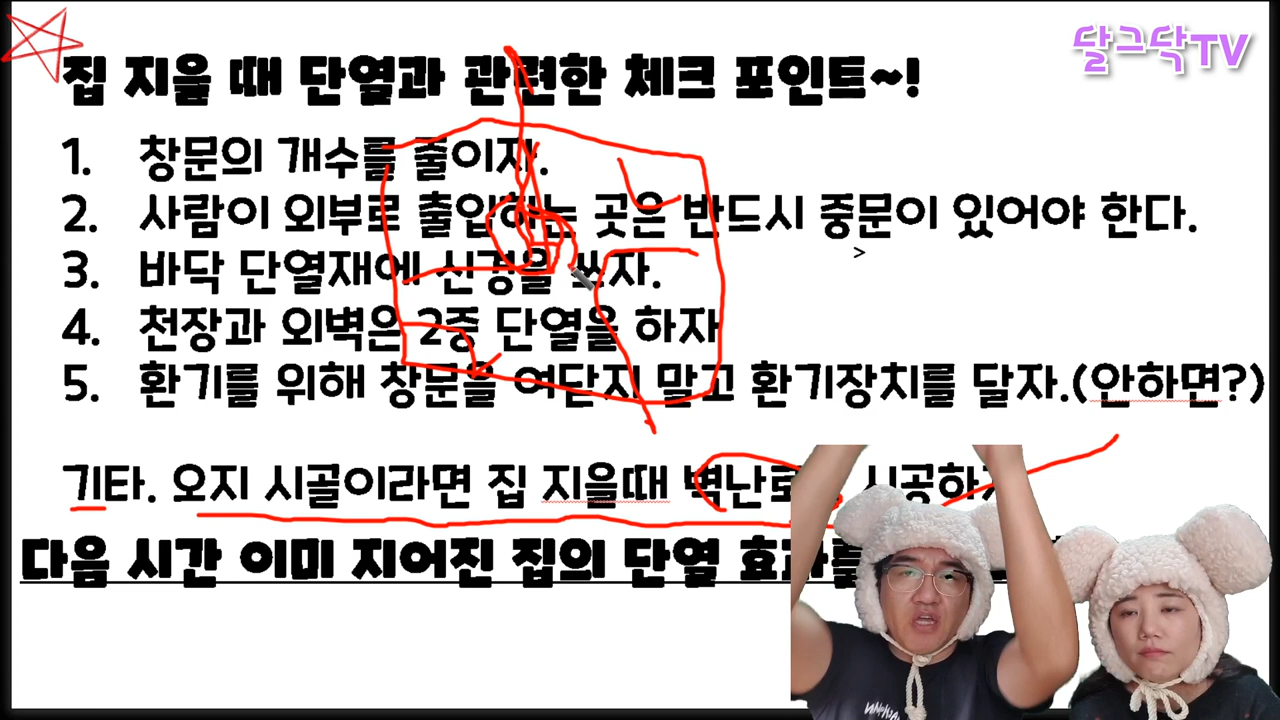 달그닥TV
집 지을 때 단열과 관련한 체크 포인트~!
1. 창문의 개수를 줄이자.
2. 사람이 외부로 출입하는 곳은 반드시 중문이 있어야 한다.
3. 바닥 단열재에 신경을 쓰자.
4. 천장과 외벽은 2중 단열을 하자
5. 환기를 위해 창문을 여닫지 말고 환기장치를 달자.(안하면?)
기타. 오지 시골이라면 집 지을때 벽난로 시공하자
다음 시간 이미 지어진 집의 단열 효과를